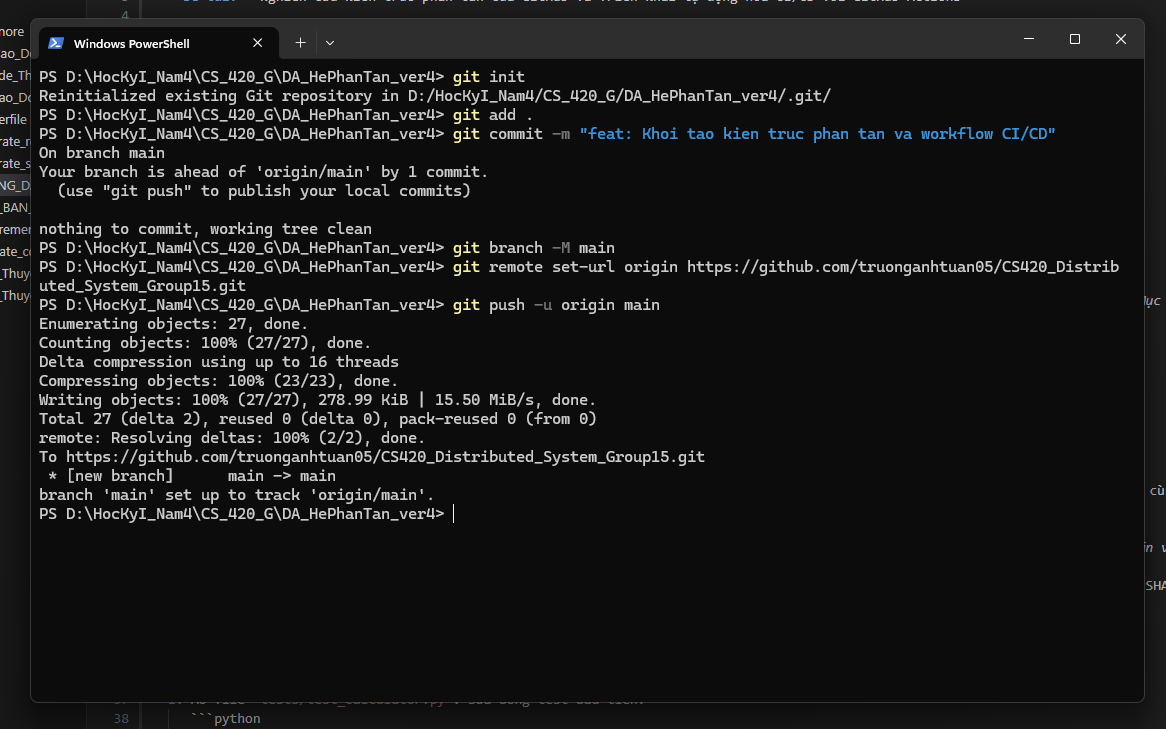 4
Windows PowerShell
PS D:\HocKyI_Nam4\CS_420_G\DA_HePhanTan_ver4> git init
Reinitialized existing Git repository in D:/HocKyI_Nam4/CS_420_G/DA_HePhanTan_ver4/.git/
PS D:\HocKyI_Nam4\CS_420_G\DA_HePhanTan_ver4> git add .
PS D:\HocKyI_Nam4\CS_420_G\DA_HePhanTan_ver4> git commit -m "feat: Khoi tao kien truc phan tan va workflow CI/CD"
On branch main
Your branch is ahead of 'origin/main' by 1 commit.
(use "git push" to publish your local commits)
nothing to commit, working tree clean
PS D:\HocKyI_Nam4\CS_420_G\DA_HePhanTan_ver4> git branch -M main
PS D:\HocKyI_Nam4\CS_420_G\DA_HePhanTan_ver4> git remote set-url origin https://github.com/truonganhtuan05/CS420_Distrib
uted_System_Group15.git
PS D:\HocKyI_Nam4\CS_420_G\DA_HePhanTan_ver4> git push -u origin main
Enumerating objects: 27, done.
Counting objects: 100% (27/27), done.
Delta compression using up to 16 threads
Compressing objects: 100% (23/23), done.
Writing objects: 100% (27/27), 278.99 KiB | 15.50 MiB/s, done.
Total 27 (delta 2), reused 0 (delta 0), pack-reused 0 (from 0)
remote: Resolving deltas: 100% (2/2), done.
To https://github.com/truonganhtuan05/CS420_Distributed_System_Group15.git
* [new branch] main -> main
branch 'main' set up to track 'origin/main'.
PS D:\HocKyI_Nam4\CS_420_G\DA_HePhanTan_ver4>
38 ```python